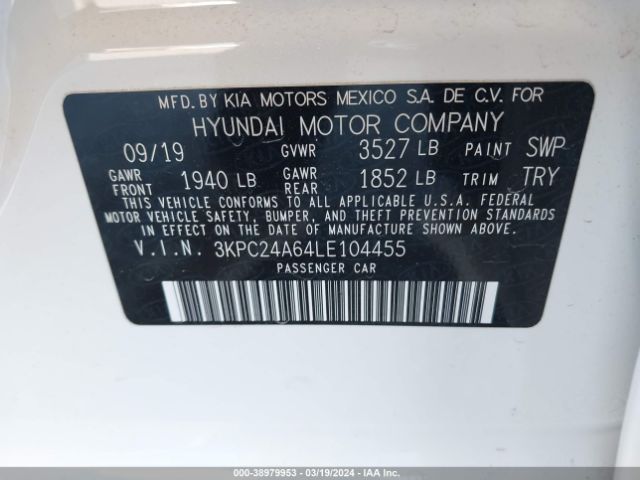 MFD. BY KIA MOTORS MEXICO S.A. DE C.V. FOR
HYUNDAI MOTOR COMPANY
09/19 GVWR 3527 LB PAINT SWP
GAWR FRONT 1940 LB GAWR REAR 1852 LB TRIM TRY
THIS VEHICLE CONFORMS TO ALL APPLICABLE U.S.A. FEDERAL
MOTOR VEHICLE SAFETY, BUMPER, AND THEFT PREVENTION STANDARDS
IN EFFECT ON THE DATE OF MANUFACTURE SHOWN ABOVE.
V.I.N. 3KPC24A64LE104455
PASSENGER CAR
000-38979953 - 03/19/2024 - IAA Inc.